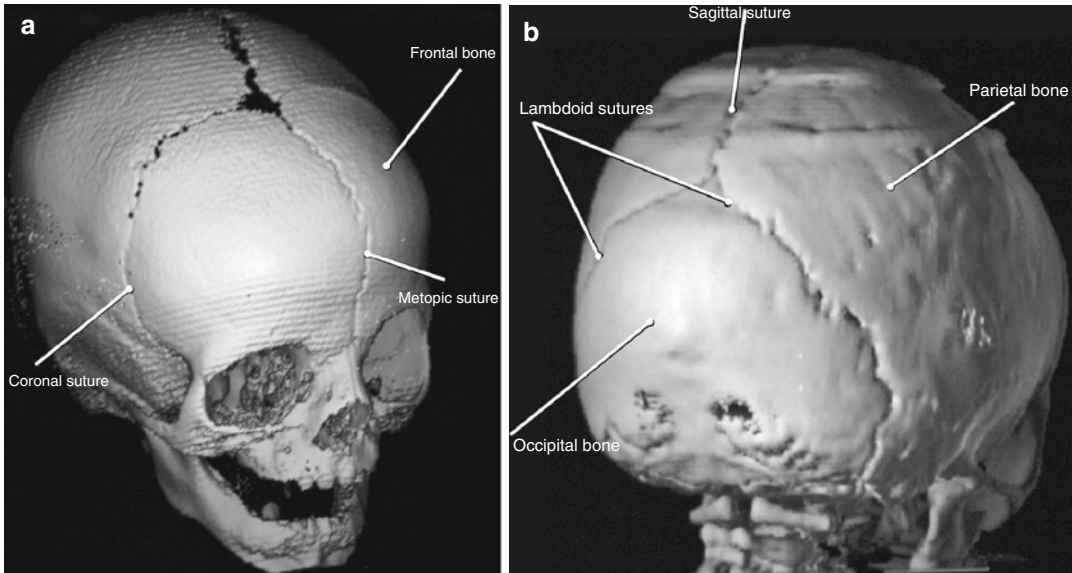 a
Frontal bone
Metopic suture
Coronal suture
b
Sagittal suture
Lambdoid sutures
Parietal bone
Occipital bone